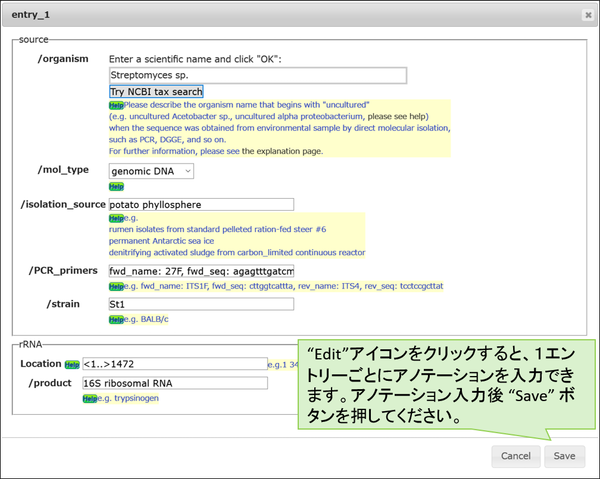 entry_1
source
/organism Enter a scientific name and click "OK":
Streptomyces sp.
Try NCBI tax search
Help Please describe the organism name that begins with "uncultured"
(e.g. uncultured Acetobacter sp., uncultured alpha proteobacterium, please see help)
when the sequence was obtained from environmental sample by direct molecular isolation,
such as PCR, DGGE, and so on.
For further information, please see the explanation page.
/mol_type genomic DNA
Help
/isolation_source potato phyllosphere
Help e.g.
rumen isolates from standard pelleted ration-fed steer #6
permanent Antarctic sea ice
denitrifying activated sludge from carbon_limited continuous reactor
/PCR_primers fwd_name: 27F, fwd_seq: agagtttgatcm
Help e.g. fwd_name: ITS1F, fwd_seq: cttggtcattta, rev_name: ITS4, rev_seq: tcctccgcttat
/strain St1
Help e.g. BALB/c
rRNA
Location Help <1..>1472 e.g.1 34
/product 16S ribosomal RNA
Help e.g. trypsinogen
“Edit”アイコンをクリックすると、1エント
リーごとにアノテーションを入力でき
ます。アノテーション入力後 “Save” ボ
タンを押してください。
Cancel Save